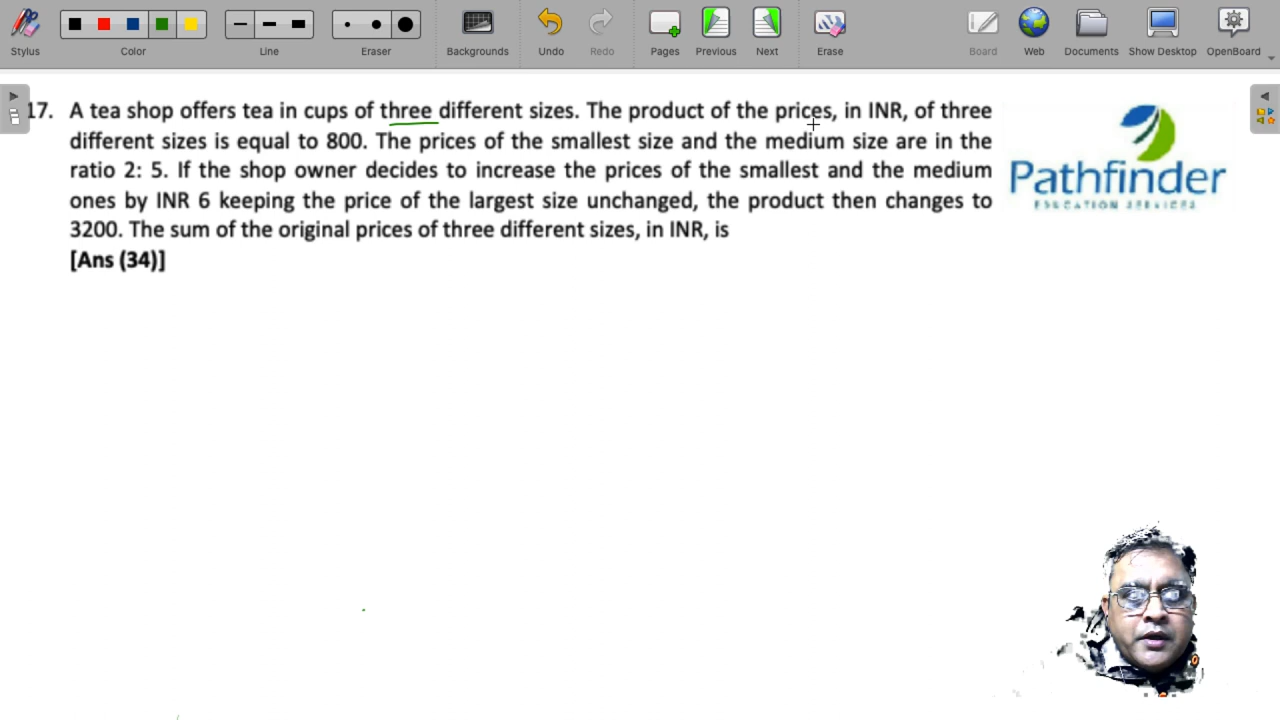 Stylus Color Line Eraser Backgrounds Undo Redo Pages Previous Next Erase Board Web Documents Show Desktop OpenBoard
17. A tea shop offers tea in cups of three different sizes. The product of the prices, in INR, of three
different sizes is equal to 800. The prices of the smallest size and the medium size are in the
ratio 2: 5. If the shop owner decides to increase the prices of the smallest and the medium
ones by INR 6 keeping the price of the largest size unchanged, the product then changes to
3200. The sum of the original prices of three different sizes, in INR, is
[Ans (34)]
Pathfinder
EDUCATION SERVICES